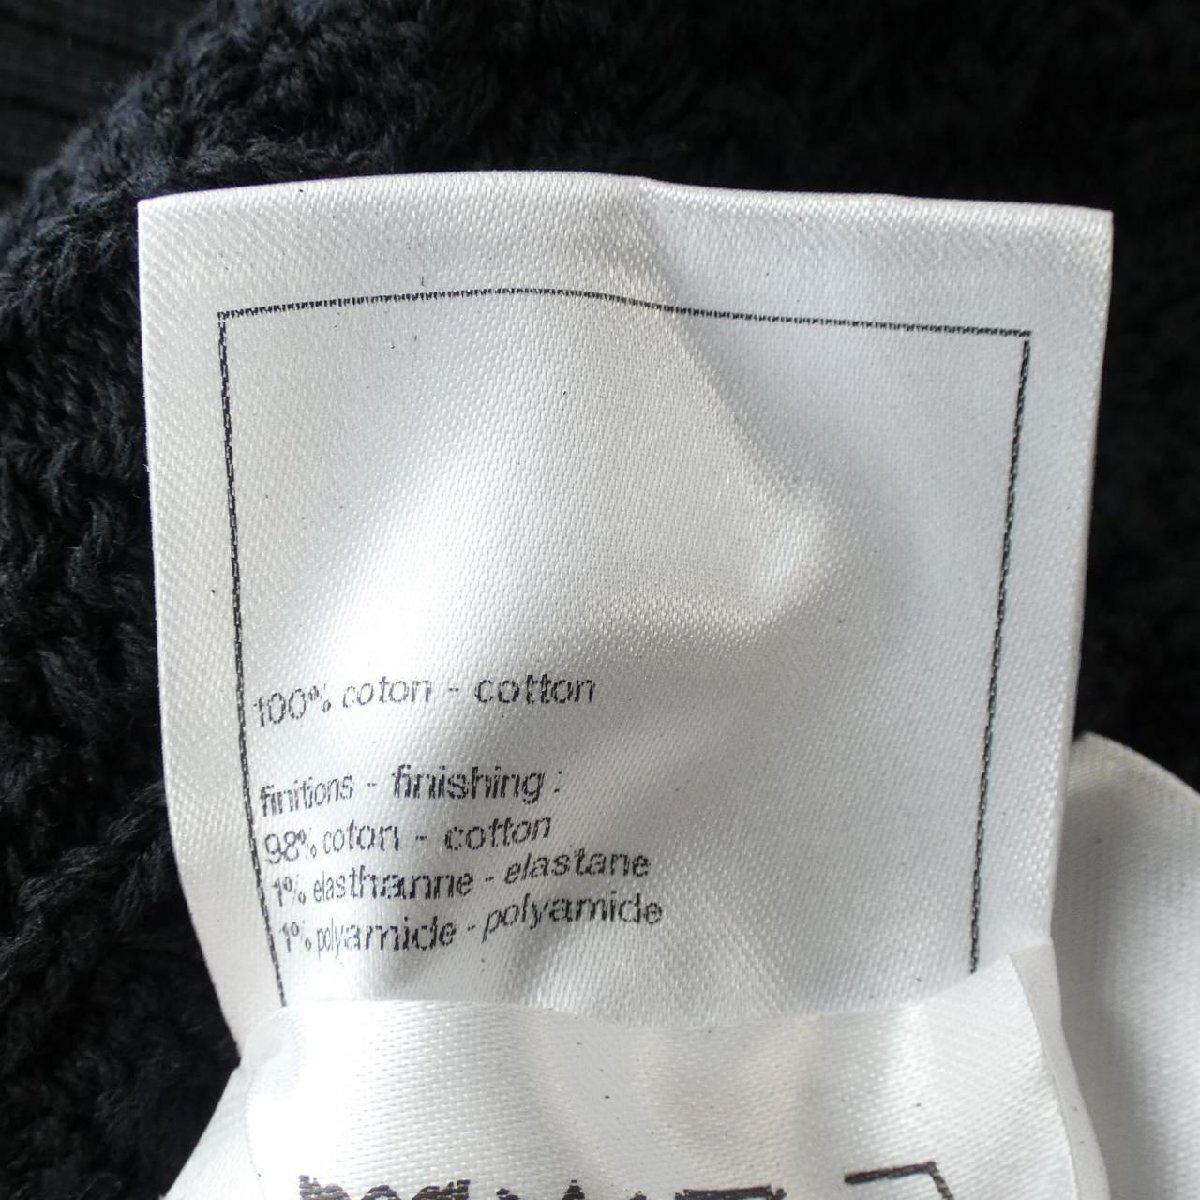 100% coton - cotton
finitions - finishing :
98% coton - cotton
1% elasthanne - elastane
1% polyamide - polyamide